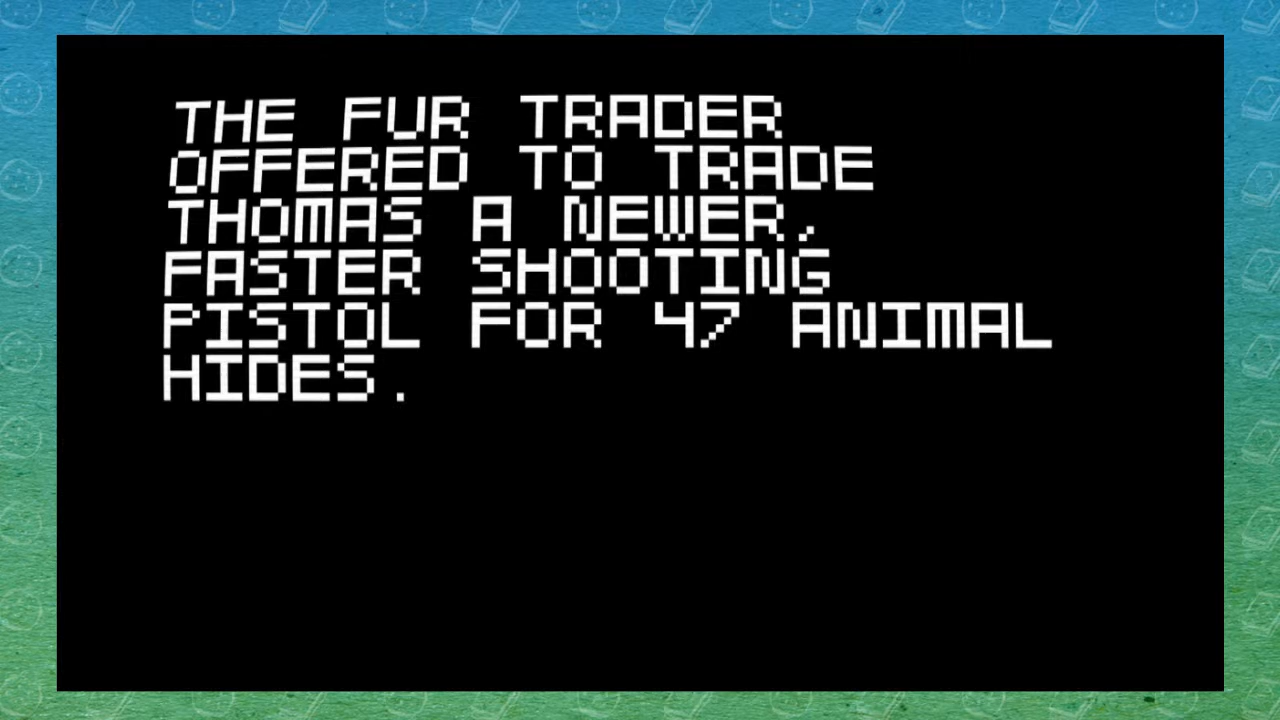 THE FUR TRADER
OFFERED TO TRADE
THOMAS A NEWER,
FASTER SHOOTING
PISTOL FOR 47 ANIMAL
HIDES.